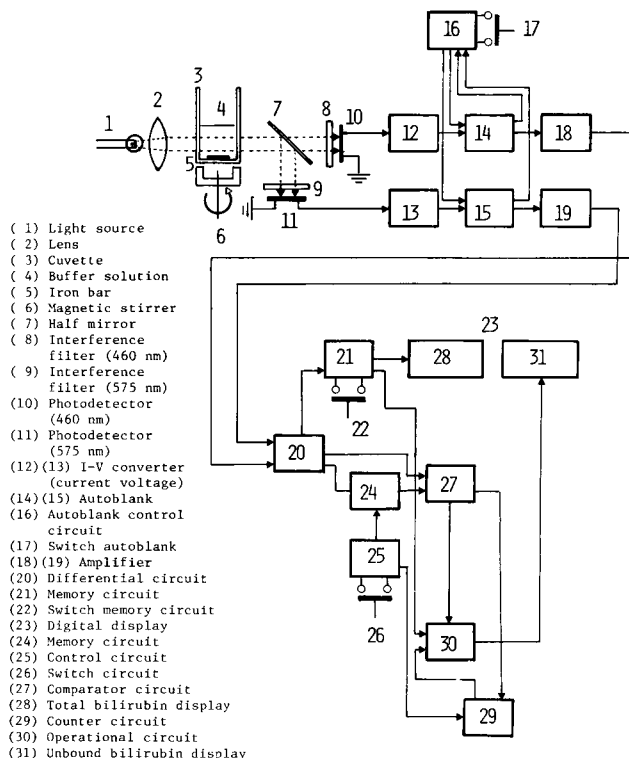 16
17
3
4
2
7
8
10
1
12
14
18
5
9
13
15
19
11
6
( 1) Light source
( 2) Lens
( 3) Cuvette
( 4) Buffer solution
( 5) Iron bar
( 6) Magnetic stirrer
( 7) Half mirror
( 8) Interference
filter (460 nm)
( 9) Interference
filter (575 nm)
(10) Photodetector
(460 nm)
(11) Photodetector
(575 nm)
(12)(13) I-V converter
(current voltage)
(14)(15) Autoblank
(16) Autoblank control
circuit
(17) Switch autoblank
(18)(19) Amplifier
(20) Differential circuit
(21) Memory circuit
(22) Switch memory circuit
(23) Digital display
(24) Memory circuit
(25) Control circuit
(26) Switch circuit
(27) Comparator circuit
(28) Total bilirubin display
(29) Counter circuit
(30) Operational circuit
(31) Unbound bilirubin display
23
21
28
31
22
20
24
27
25
26
30
29